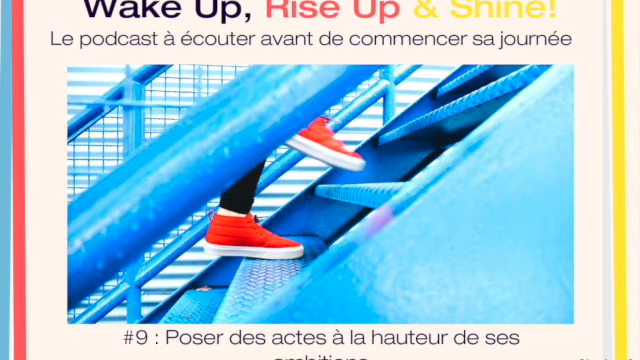 Wake Up, Rise Up & Shine!
Le podcast à écouter avant de commencer sa journée
#9 : Poser des actes à la hauteur de ses
ambitions